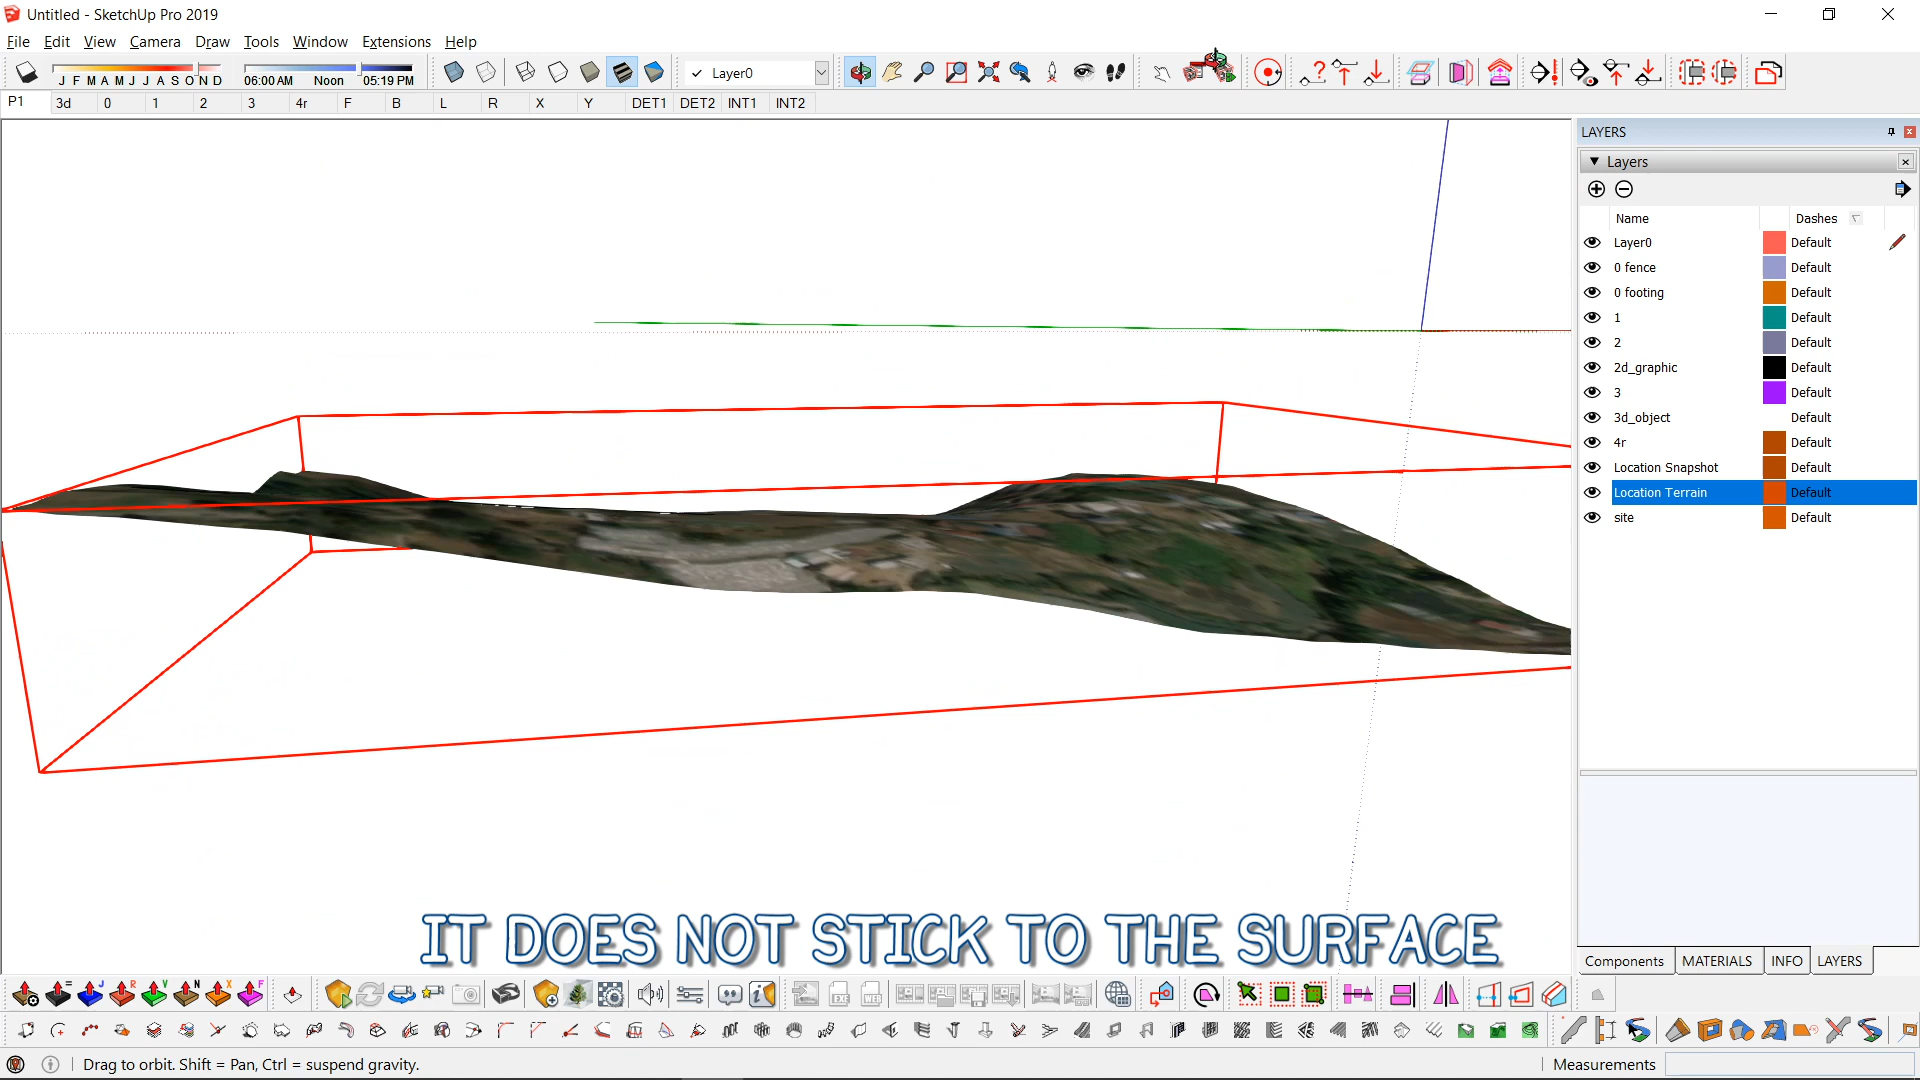 Untitled - SketchUp Pro 2019
File Edit View Camera Draw Tools Window Extensions Help
J F M A M J J A S O N D 06:00 AM Noon 05:19 PM Layer0
P1 3d 0 1 2 3 4r F B L R X Y DET1 DET2 INT1 INT2
LAYERS
Layers
Name Dashes
Layer0 Default
0 fence Default
0 footing Default
1 Default
2 Default
2d_graphic Default
3 Default
3d_object Default
4r Default
Location Snapshot Default
Location Terrain Default
site Default
IT DOES NOT STICK TO THE SURFACE
Components MATERIALS INFO LAYERS
Drag to orbit. Shift = Pan, Ctrl = suspend gravity.
Measurements